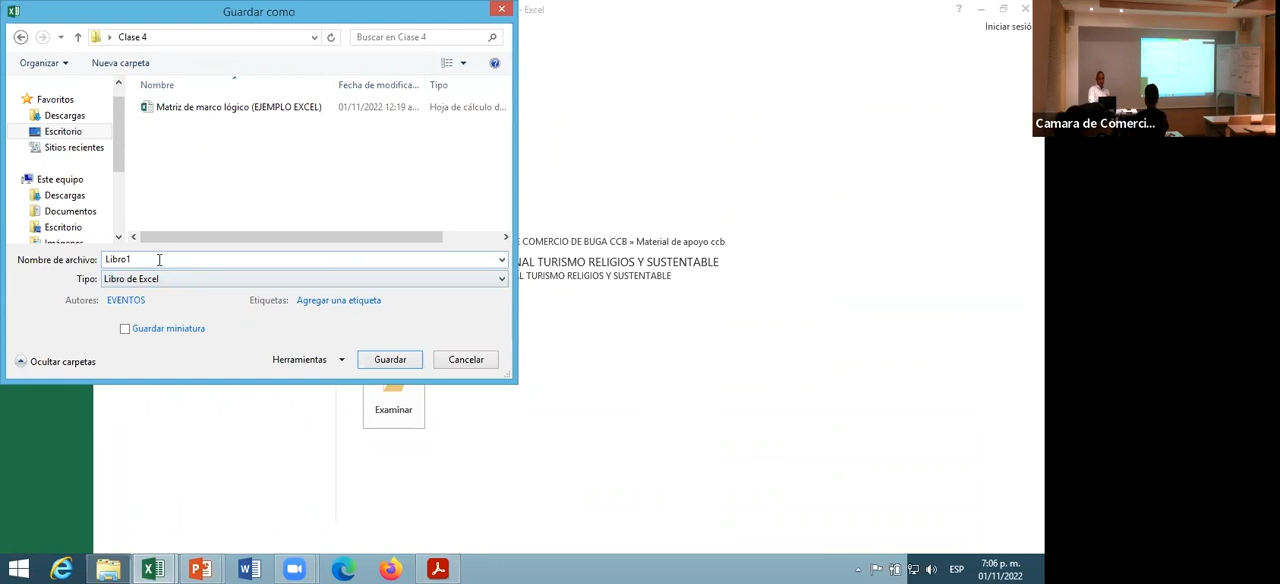 Guardar como
- Excel
Iniciar sesió
Clase 4
Buscar en Clase 4
Organizar
Nueva carpeta
Nombre
Fecha de modifica...
Tipo
Favoritos
Descargas
Escritorio
Sitios recientes
Este equipo
Descargas
Documentos
Escritorio
Imágenes
Matriz de marco lógico (EJEMPLO EXCEL)
01/11/2022 12:19 a...
Hoja de cálculo d...
Nombre de archivo:
Libro1
Tipo:
Libro de Excel
Autores:
EVENTOS
Etiquetas:
Agregar una etiqueta
Guardar miniatura
Ocultar carpetas
Herramientas
Guardar
Cancelar
COMERCIO DE BUGA CCB » Material de apoyo ccb
NAL TURISMO RELIGIOS Y SUSTENTABLE
L TURISMO RELIGIOS Y SUSTENTABLE
Examinar
Camara de Comerci...
ESP
7:06 p. m.
01/11/2022